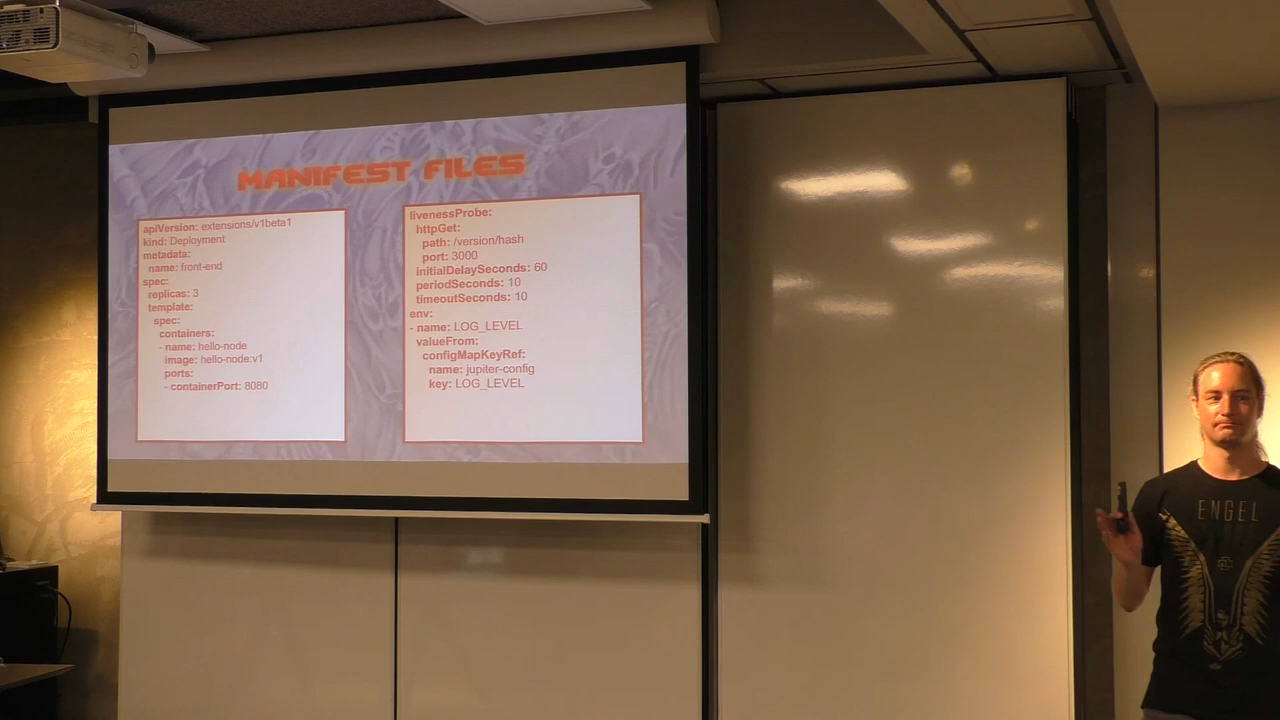 MANIFEST FILES
apiVersion: extensions/v1beta1
kind: Deployment
metadata:
name: front-end
spec:
replicas: 3
template:
spec:
containers:
- name: hello-node
image: hello-node:v1
ports:
- containerPort: 8080
livenessProbe:
httpGet:
path: /version/hash
port: 3000
initialDelaySeconds: 60
periodSeconds: 10
timeoutSeconds: 10
env:
- name: LOG_LEVEL
valueFrom:
configMapKeyRef:
name: jupiter-config
key: LOG_LEVEL
ENGEL